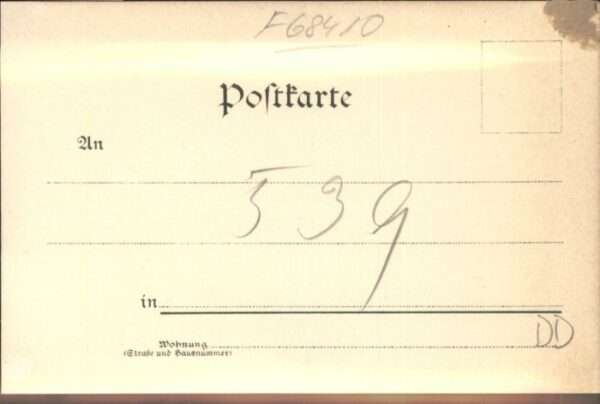 F68410
Postkarte
An
539
in
Wohnung
(Straße und Hausnummer)
DD